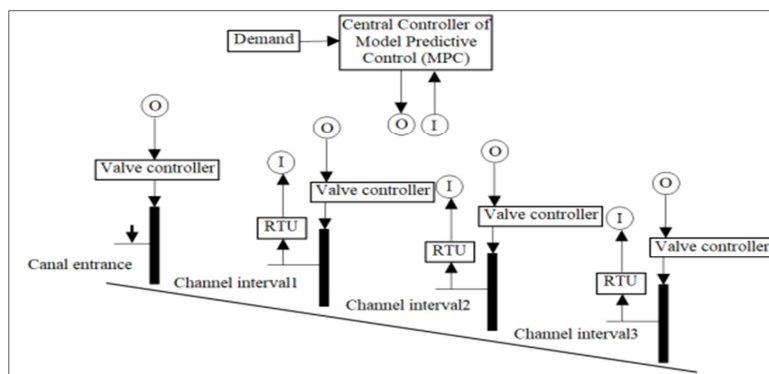 Demand
Central Controller of
Model Predictive
Control (MPC)
O
I
O
Valve controller
Canal entrance
O
I
Valve controller
RTU
Channel interval1
O
I
Valve controller
RTU
Channel interval2
O
I
Valve controller
RTU
Channel interval3